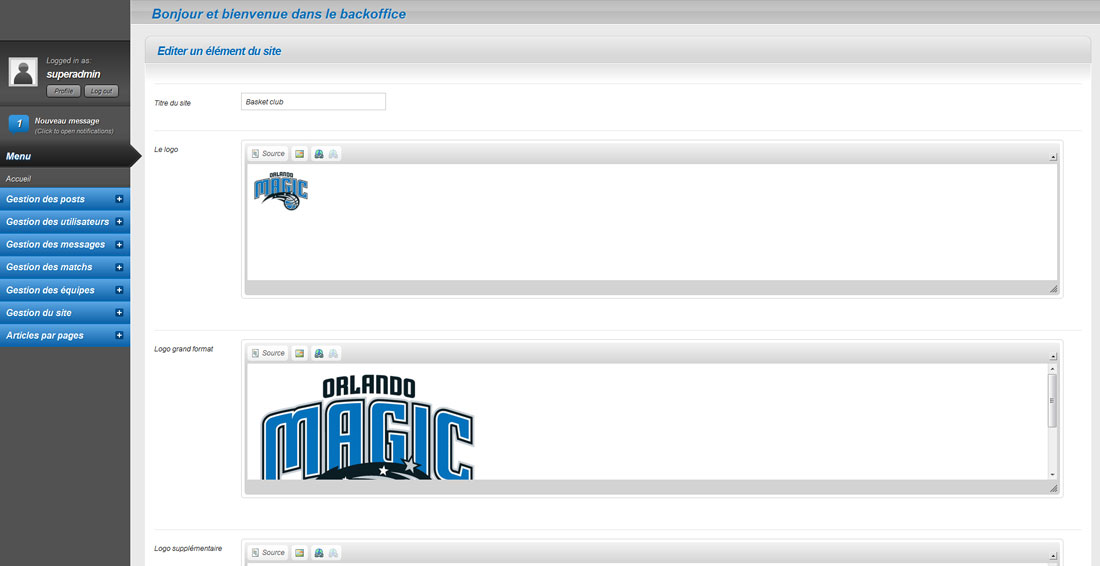 Bonjour et bienvenue dans le backoffice
Logged in as:
superadmin
Profile
Log out
1
Nouveau message
(Click to open notifications)
Menu
Accueil
Gestion des posts
Gestion des utilisateurs
Gestion des messages
Gestion des matchs
Gestion des équipes
Gestion du site
Articles par pages
Editer un élément du site
Titre du site
Basket club
Le logo
Source
ORLANDO
MAGIC
Logo grand format
Source
ORLANDO
MAGIC
Logo supplémentaire
Source